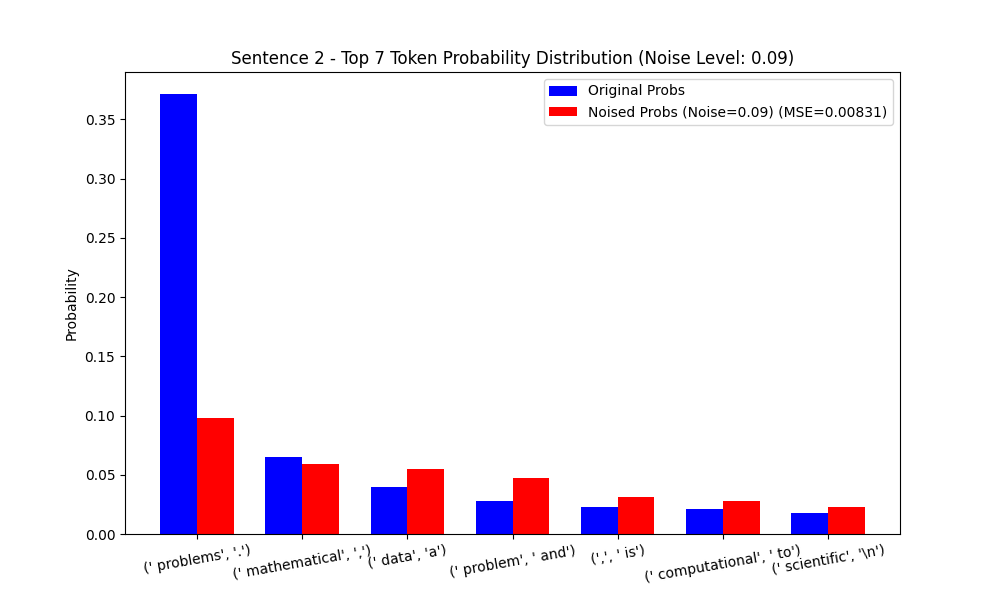 Sentence 2 - Top 7 Token Probability Distribution (Noise Level: 0.09)
Original Probs
Noised Probs (Noise=0.09) (MSE=0.00831)
Probability
0.35
0.30
0.25
0.20
0.15
0.10
0.05
0.00
(' problems', '.')
(' mathematical', ',')
(' data', 'a')
(' problem', ' and')
(',', ' is')
(' computational', ' to')
(' scientific', '\n')